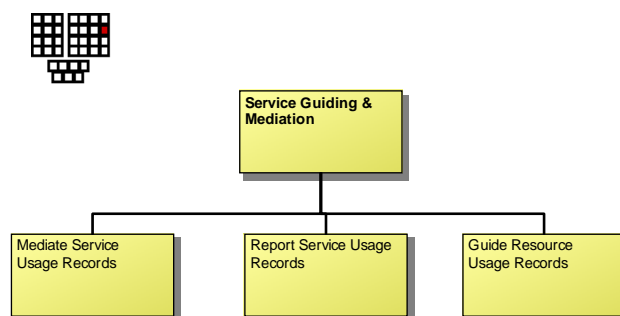 Service Guiding &
Mediation
Mediate Service
Usage Records
Report Service Usage
Records
Guide Resource
Usage Records